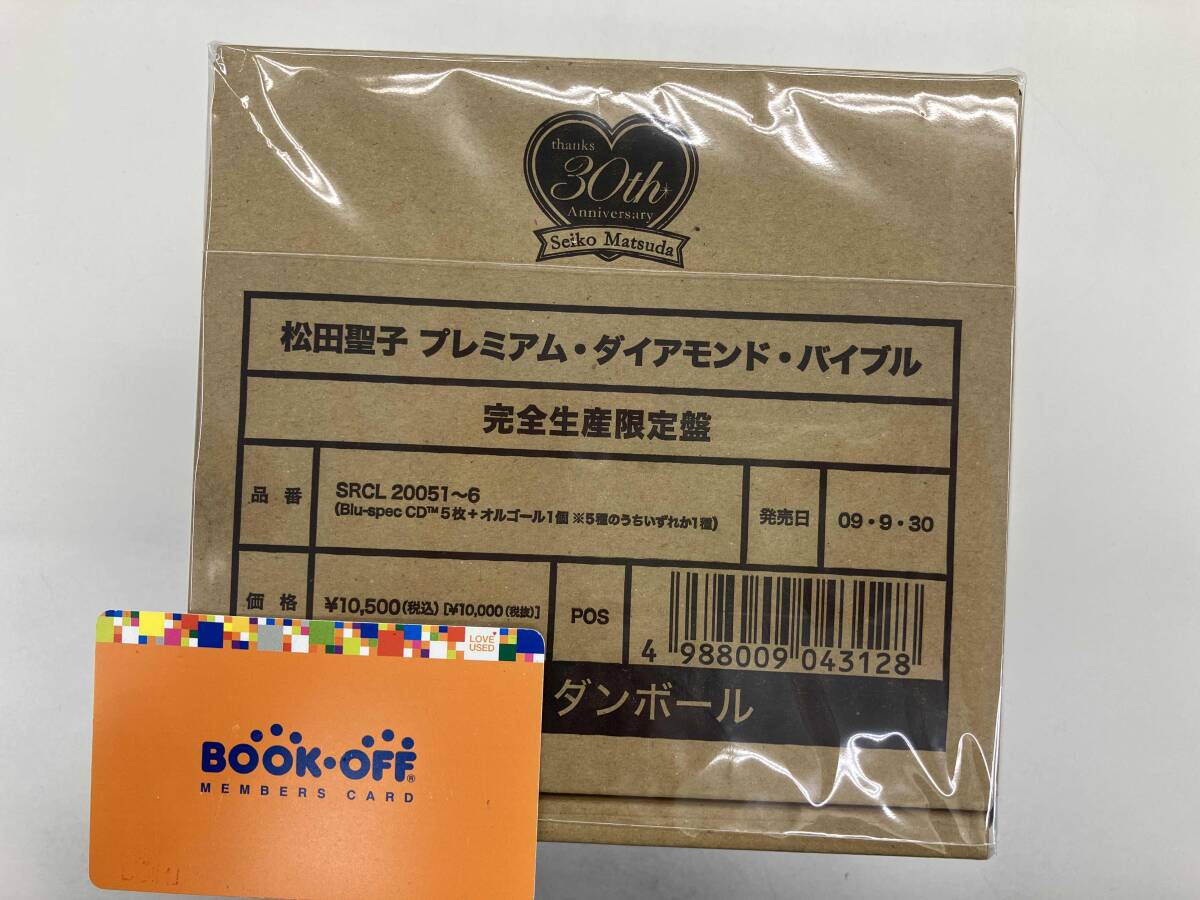 thanks
30th
Anniversary
Seiko Matsuda
松田聖子 プレミアム・ダイアモンド・バイブル
完全生産限定盤
品 番
SRCL 20051〜6
(Blu-spec CD™ 5枚+オルゴール1個 ※5種のうちいずれか1種)
発売日
09・9・30
価 格
¥10,500(税込) [¥10,000(税抜)]
POS
4 988009 043128
ダンボール
LOVE
USED
BOOK・OFF®
MEMBERS CARD